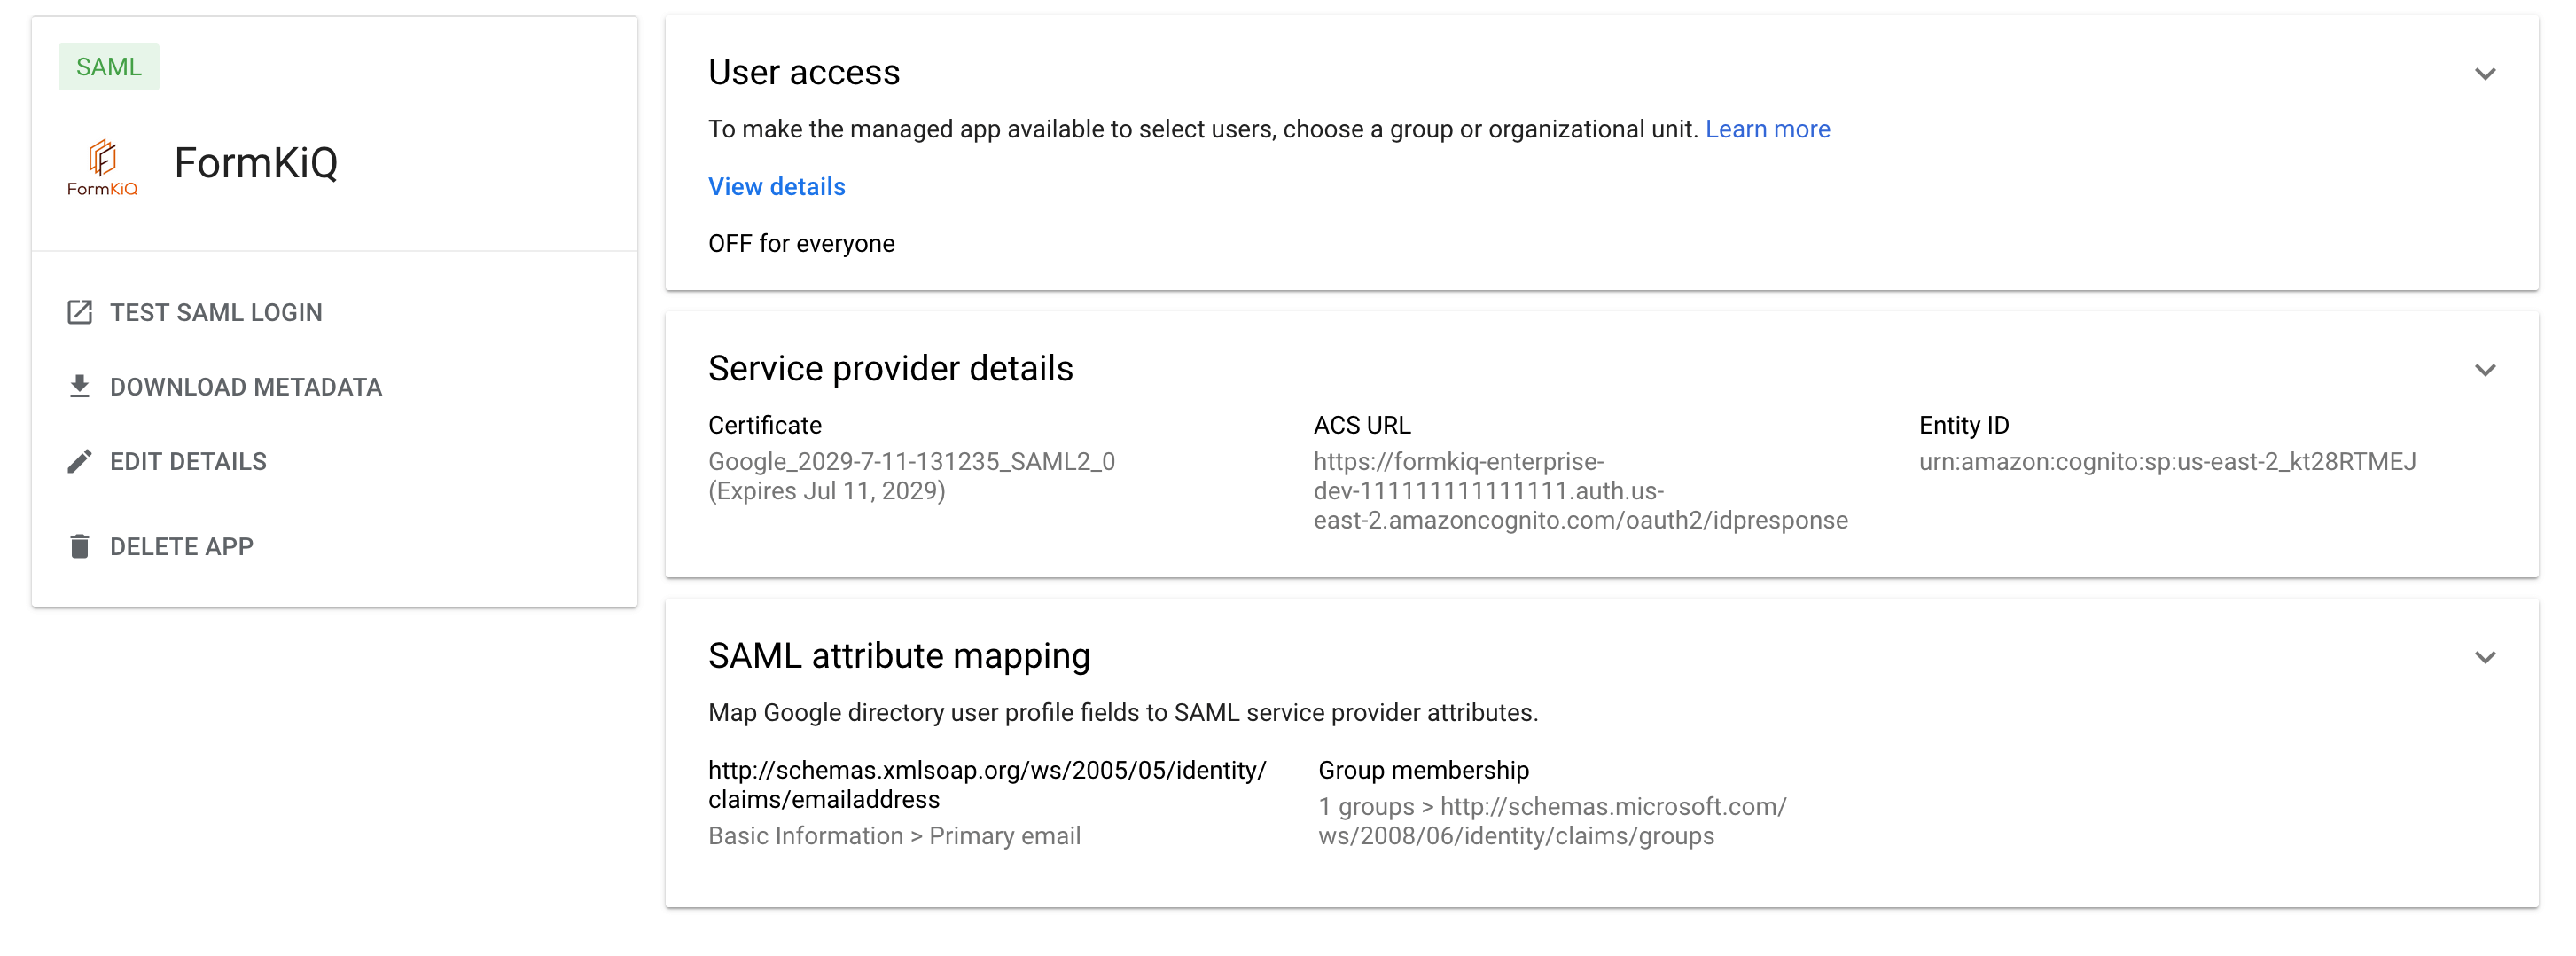 SAML
FormKiQ
FormKiQ
TEST SAML LOGIN
DOWNLOAD METADATA
EDIT DETAILS
DELETE APP
User access
To make the managed app available to select users, choose a group or organizational unit. Learn more
View details
OFF for everyone
Service provider details
Certificate
Google_2029-7-11-131235_SAML2_0
(Expires Jul 11, 2029)
ACS URL
https://formkiq-enterprise-
dev-111111111111111.auth.us-
east-2.amazoncognito.com/oauth2/idpresponse
Entity ID
urn:amazon:cognito:sp:us-east-2_kt28RTMEJ
SAML attribute mapping
Map Google directory user profile fields to SAML service provider attributes.
http://schemas.xmlsoap.org/ws/2005/05/identity/
claims/emailaddress
Basic Information > Primary email
Group membership
1 groups > http://schemas.microsoft.com/
ws/2008/06/identity/claims/groups